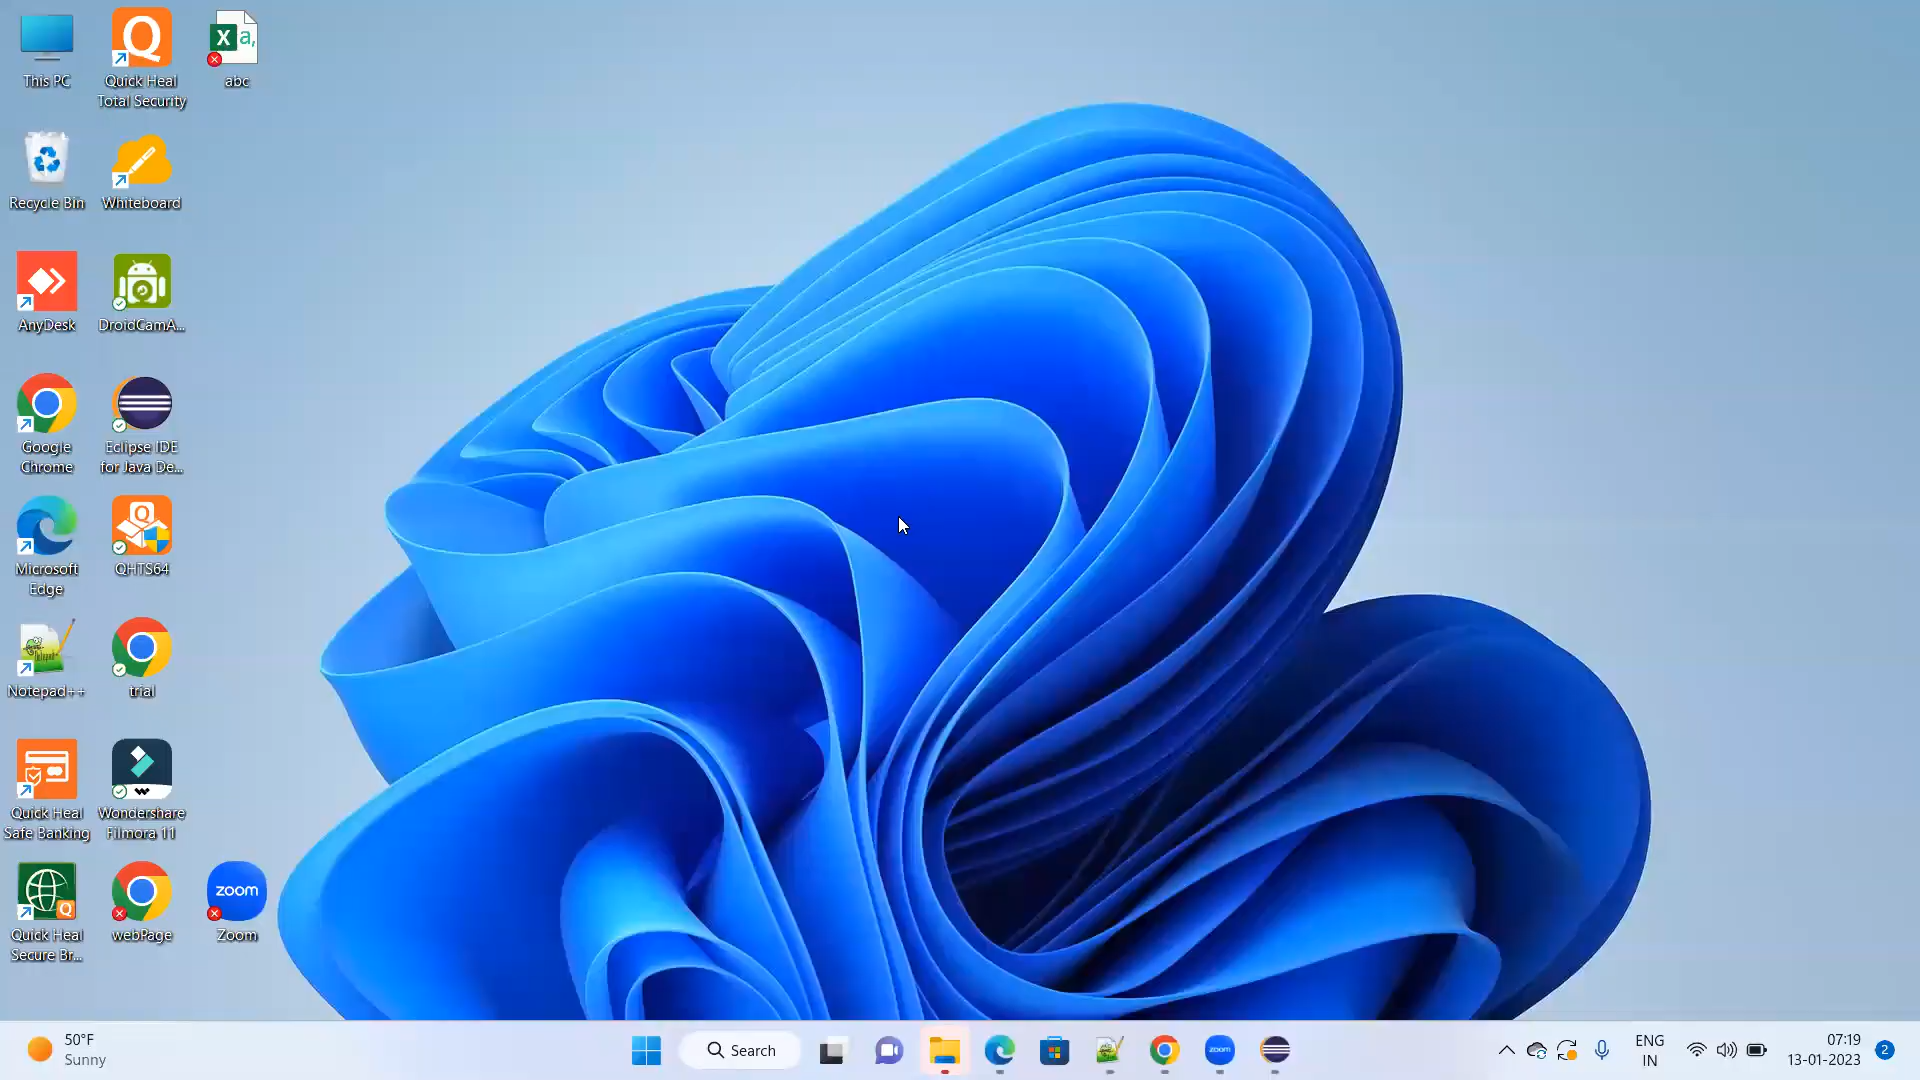 This PC
Quick Heal
Total Security
X a,
abc
Recycle Bin
Whiteboard
AnyDesk
DroidCamA...
Google
Chrome
Eclipse IDE
for Java De...
Microsoft
Edge
QHTS64
Notepad++
trial
Quick Heal
Safe Banking
Wondershare
Filmora 11
Quick Heal
Secure Br...
webPage
zoom
Zoom
50°F
Sunny
Search
zoom
ENG
IN
07:19
13-01-2023
2